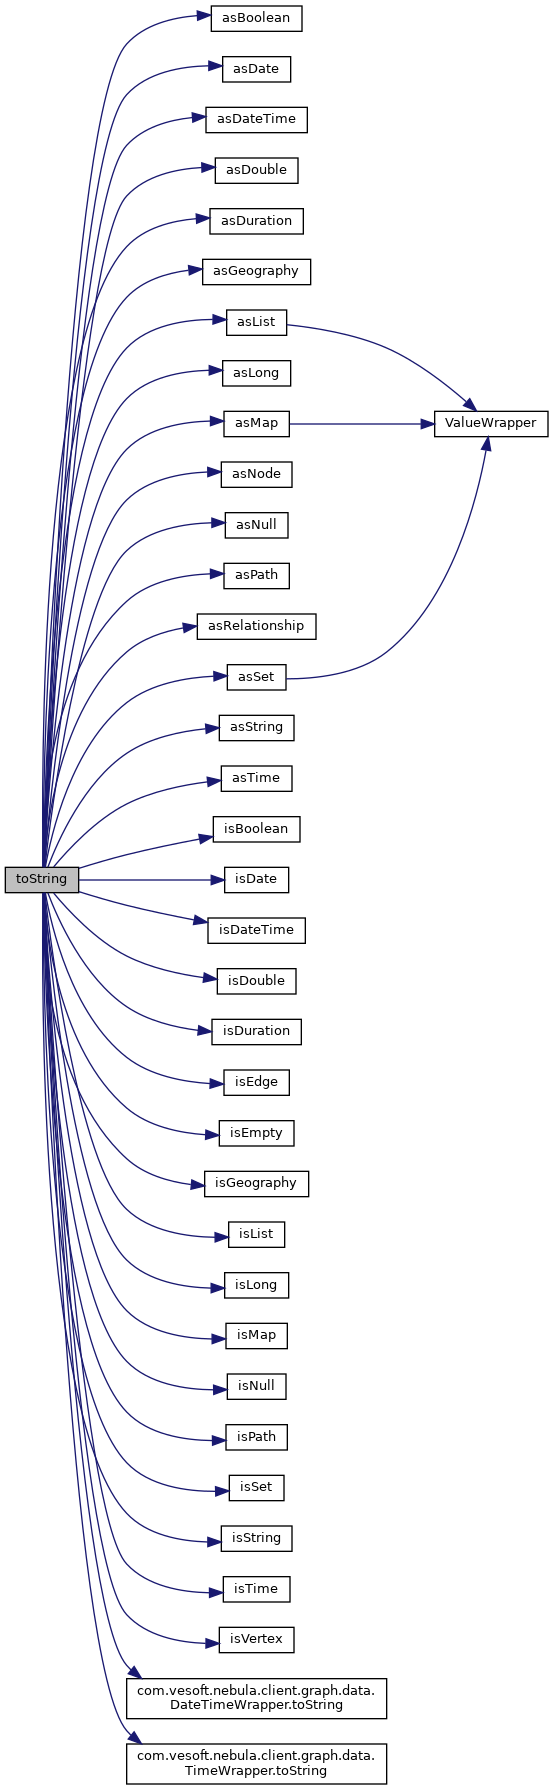 asBoolean
asDate
asDateTime
asDouble
asDuration
asGeography
asList
asLong
asMap
ValueWrapper
asNode
asNull
asPath
asRelationship
asSet
asString
asTime
isBoolean
toString
isDate
isDateTime
isDouble
isDuration
isEdge
isEmpty
isGeography
isList
isLong
isMap
isNull
isPath
isSet
isString
isTime
isVertex
com.vesoft.nebula.client.graph.data.
DateTimeWrapper.toString
com.vesoft.nebula.client.graph.data.
TimeWrapper.toString